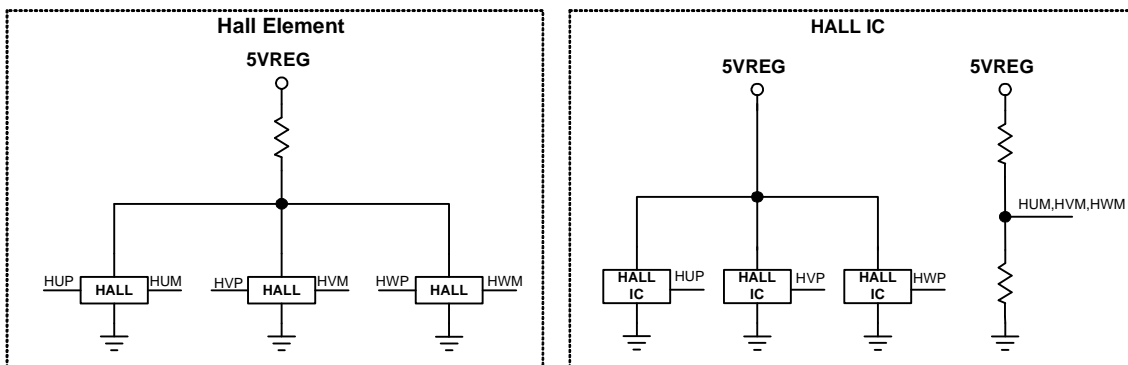 Hall Element
5VREG
HUP HALL HUM HVP HALL HVM HWP HALL HWM
HALL IC
5VREG 5VREG
HUM,HVM,HWM
HALL IC HUP HALL IC HVP HALL IC HWP